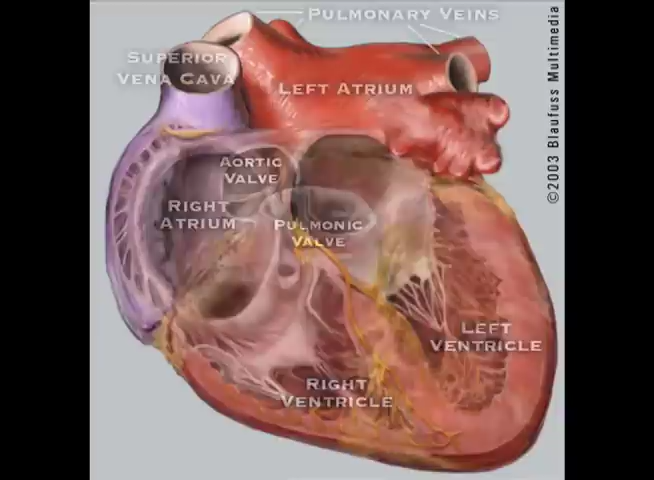 PULMONARY VEINS
SUPERIOR
VENA CAVA
LEFT ATRIUM
AORTIC
VALVE
RIGHT
ATRIUM
PULMONIC
VALVE
LEFT
VENTRICLE
RIGHT
VENTRICLE
©2003 Blaufuss Multimedia